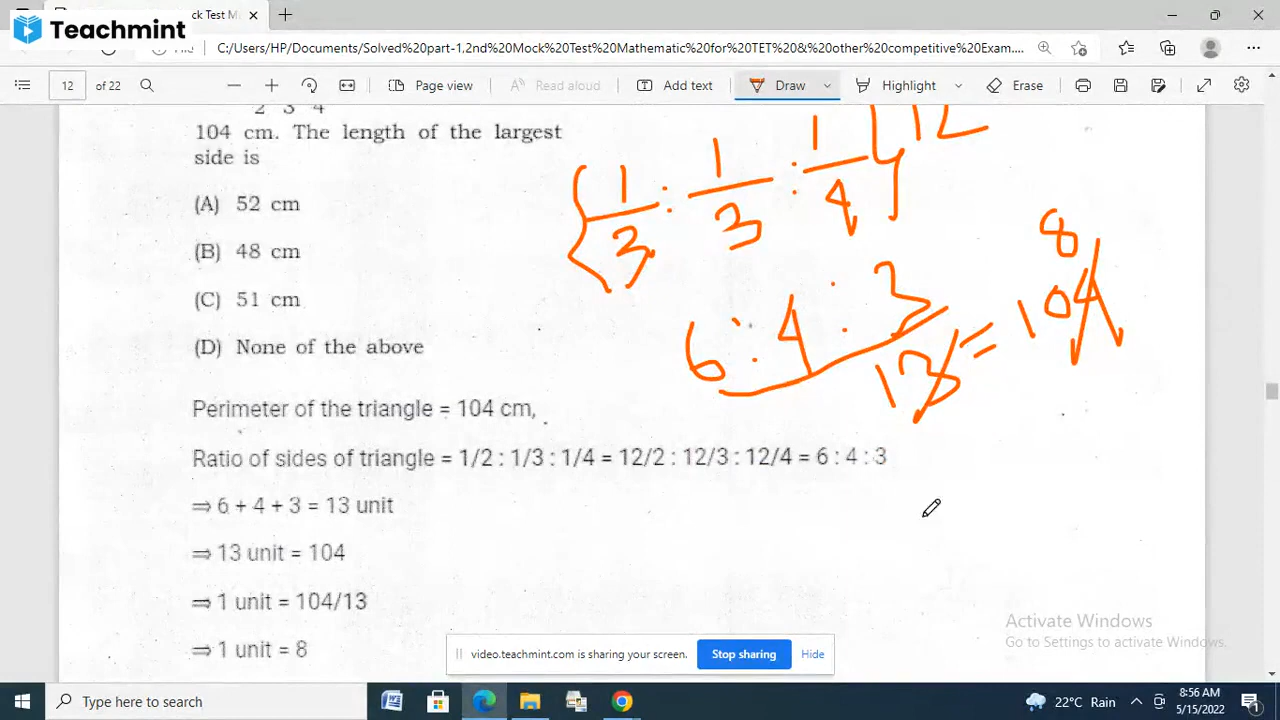 Teachmint
ck Test M
C:/Users/HP/Documents/Solved%20part-1,2nd%20Mock%20Test%20Mathematic%20for%20TET%20&%20other%20competitive%20Exam....
12 of 22
Page view
Read aloud
Add text
Draw
Highlight
Erase
2 3 4
104 cm. The length of the largest
side is
(A) 52 cm
(B) 48 cm
(C) 51 cm
(D) None of the above
{1/3 : 1/3 : 1/4} 12
6 : 4 : 3
8
13 = 104
Perimeter of the triangle = 104 cm,
Ratio of sides of triangle = 1/2 : 1/3 : 1/4 = 12/2 : 12/3 : 12/4 = 6 : 4 : 3
⇒ 6 + 4 + 3 = 13 unit
⇒ 13 unit = 104
⇒ 1 unit = 104/13
⇒ 1 unit = 8
Activate Windows
Go to Settings to activate Windows.
video.teachmint.com is sharing your screen. Stop sharing Hide
Type here to search
22°C Rain
8:56 AM
5/15/2022
1